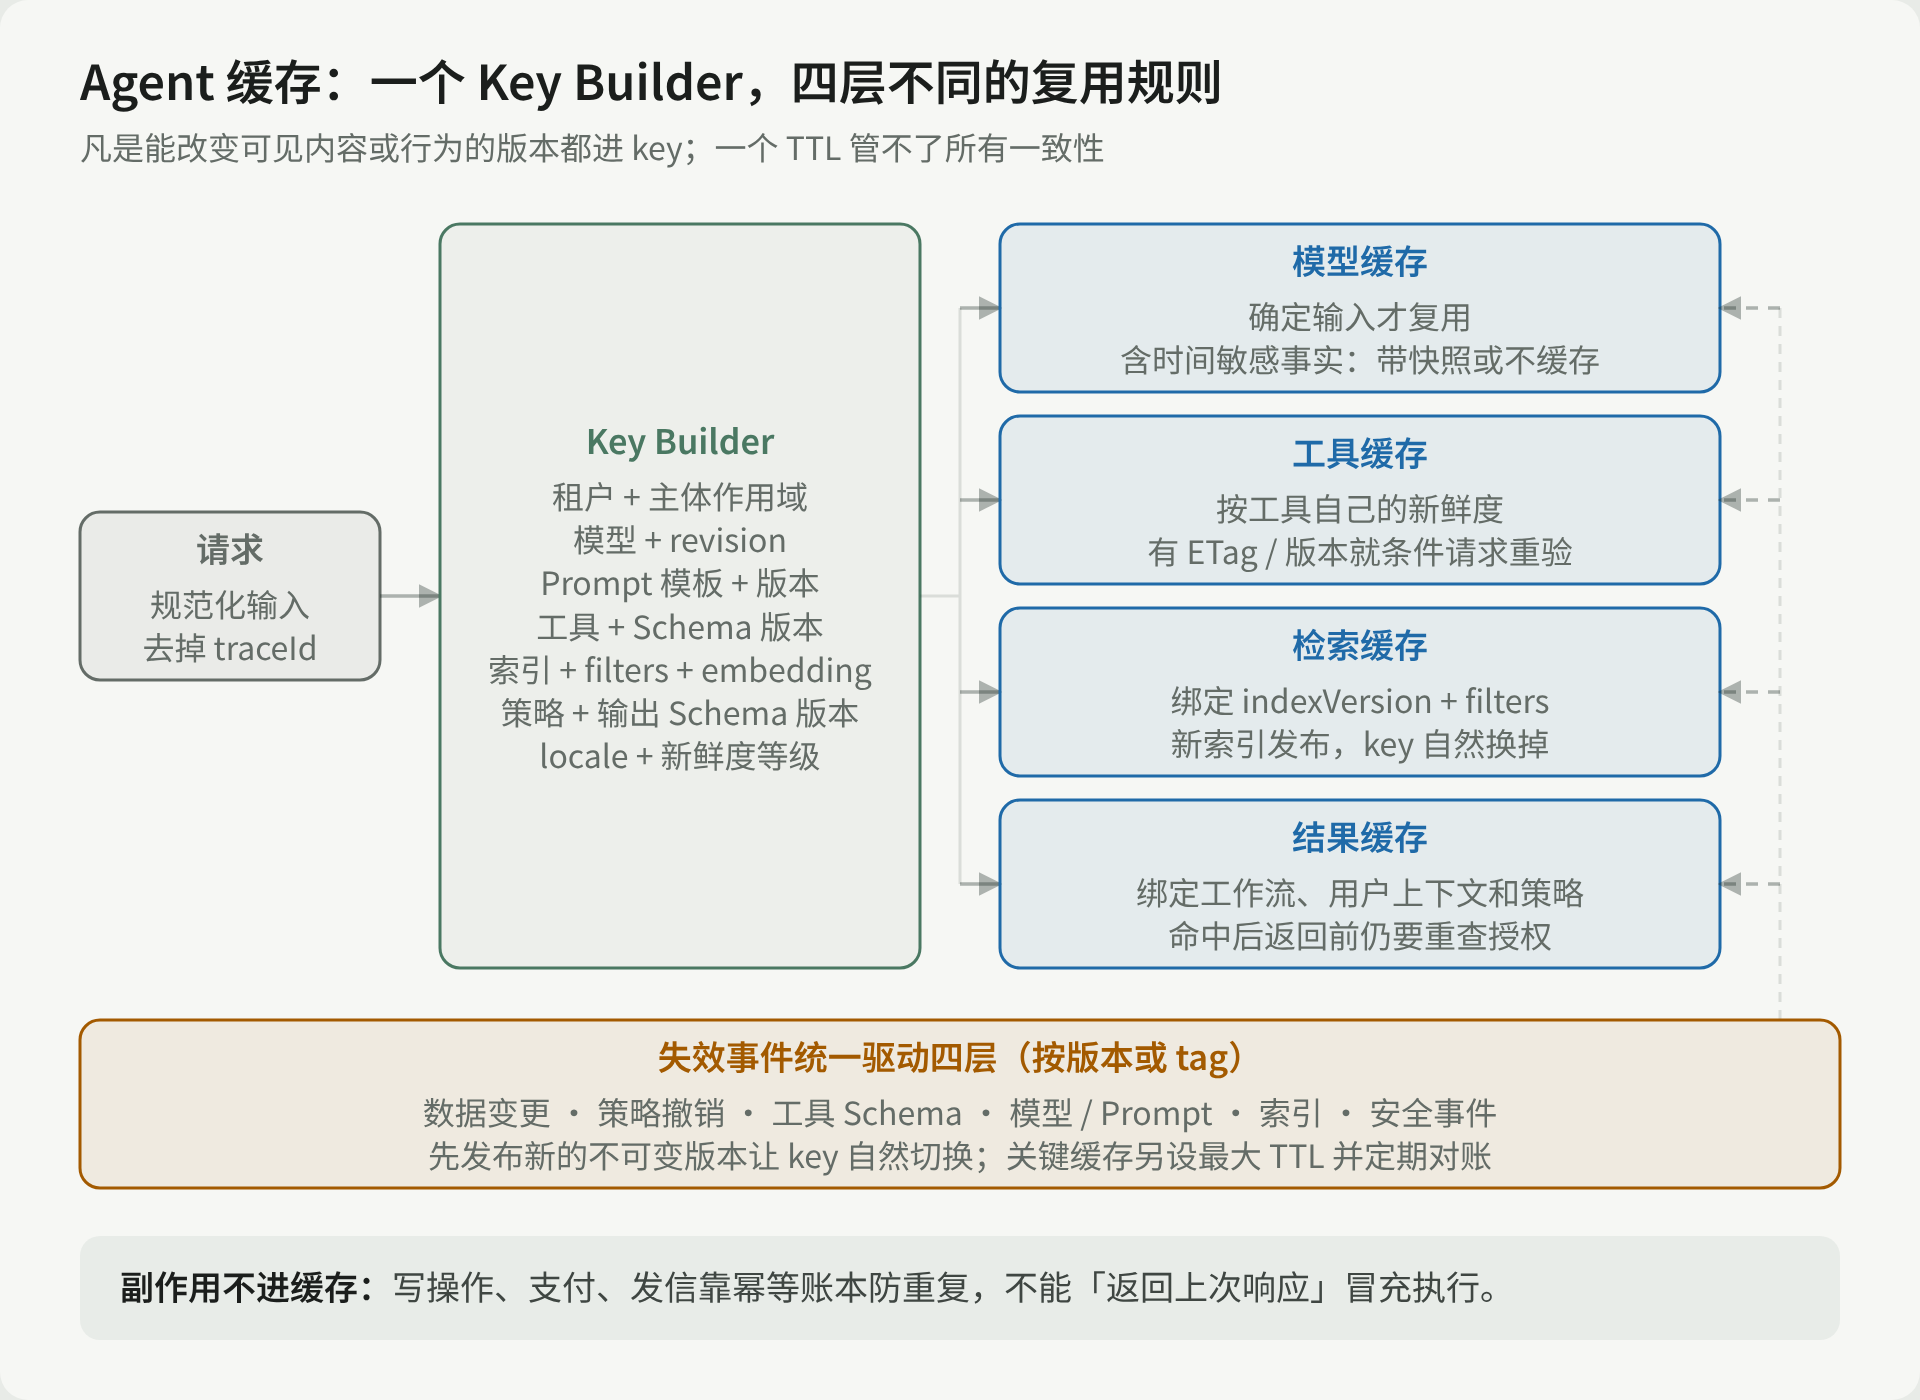 Agent 缓存：一个 Key Builder，四层不同的复用规则
凡是能改变可见内容或行为的版本都进 key；一个 TTL 管不了所有一致性
请求
规范化输入
去掉 traceId
Key Builder
租户 + 主体作用域
模型 + revision
Prompt 模板 + 版本
工具 + Schema 版本
索引 + filters + embedding
策略 + 输出 Schema 版本
locale + 新鲜度等级
模型缓存
确定输入才复用
含时间敏感事实：带快照或不缓存
工具缓存
按工具自己的新鲜度
有 ETag / 版本就条件请求重验
检索缓存
绑定 indexVersion + filters
新索引发布，key 自然换掉
结果缓存
绑定工作流、用户上下文和策略
命中后返回前仍要重查授权
失效事件统一驱动四层（按版本或 tag）
数据变更 · 策略撤销 · 工具 Schema · 模型 / Prompt · 索引 · 安全事件
先发布新的不可变版本让 key 自然切换；关键缓存另设最大 TTL 并定期对账
副作用不进缓存：写操作、支付、发信靠幂等账本防重复，不能「返回上次响应」冒充执行。